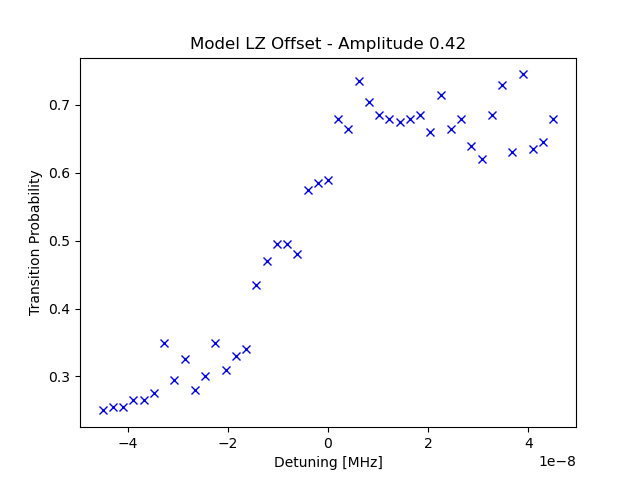 Model LZ Offset - Amplitude 0.42
Transition Probability
0.7
0.6
0.5
0.4
0.3
−4
−2
0
2
4
1e−8
Detuning [MHz]